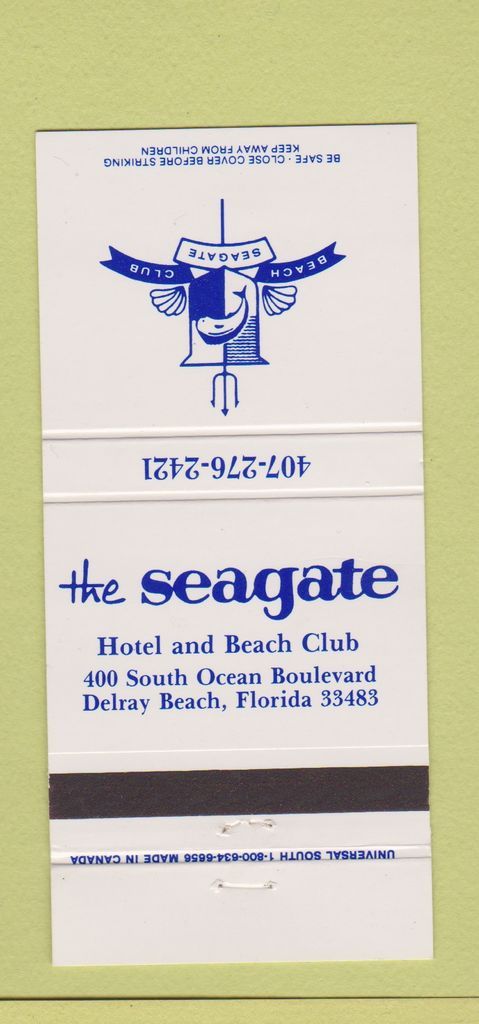 BE SAFE · CLOSE COVER BEFORE STRIKING
KEEP AWAY FROM CHILDREN
BEACH SEAGATE CLUB
407-276-2421
the seagate
Hotel and Beach Club
400 South Ocean Boulevard
Delray Beach, Florida 33483
UNIVERSAL SOUTH 1-800-634-6656 MADE IN CANADA